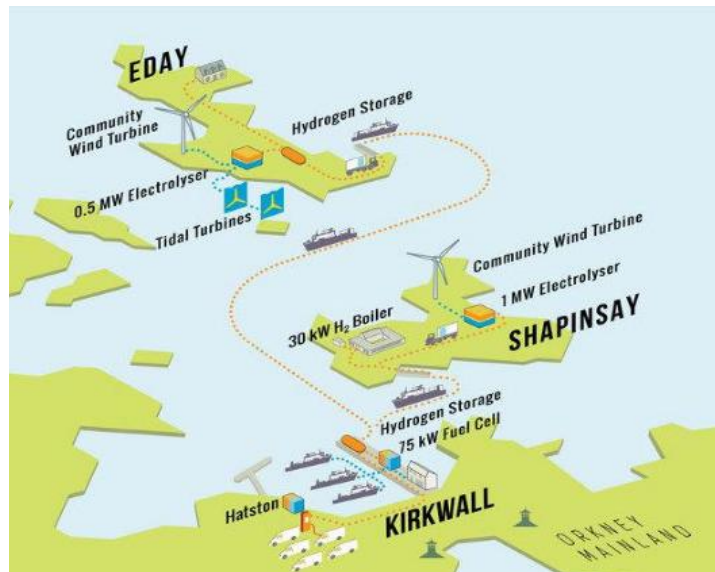 EDAY
Community
Wind Turbine
Hydrogen Storage
0.5 MW Electrolyser
Tidal Turbines
Community Wind Turbine
1 MW Electrolyser
30 kW H₂ Boiler
SHAPINSAY
Hydrogen Storage
75 kW Fuel Cell
Hatston
KIRKWALL
ORKNEY
MAINLAND